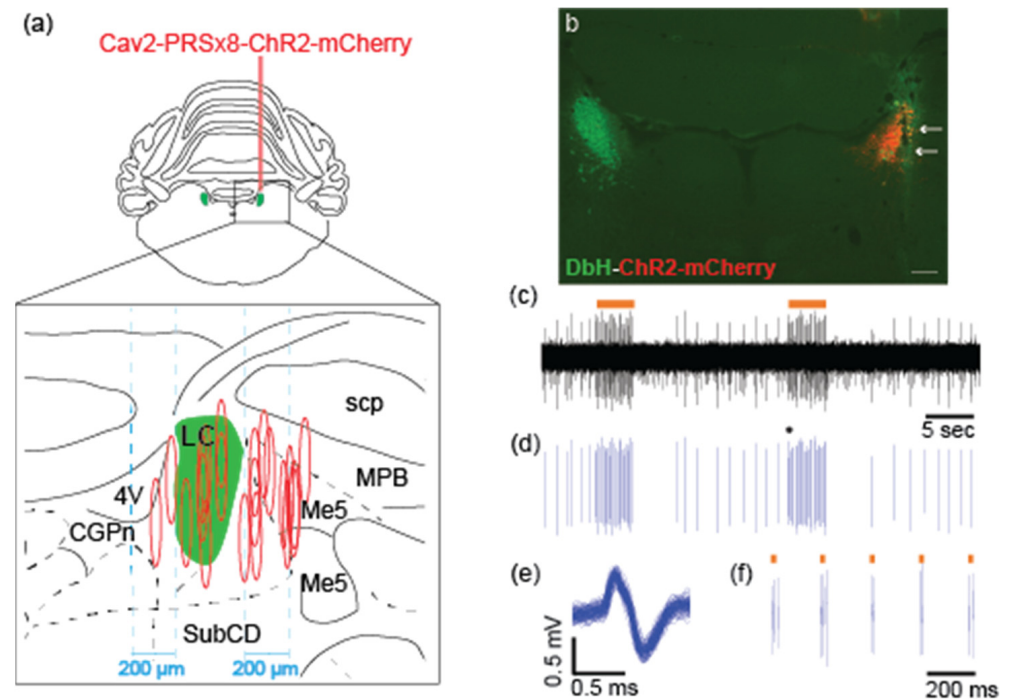 (a)
Cav2-PRSx8-ChR2-mCherry
LC
scp
MPB
4V
Me5
CGPn
Me5
SubCD
200 µm
200 µm
b
DbH-ChR2-mCherry
(c)
5 sec
*
(d)
(e)
0.5 mV
0.5 ms
(f)
200 ms